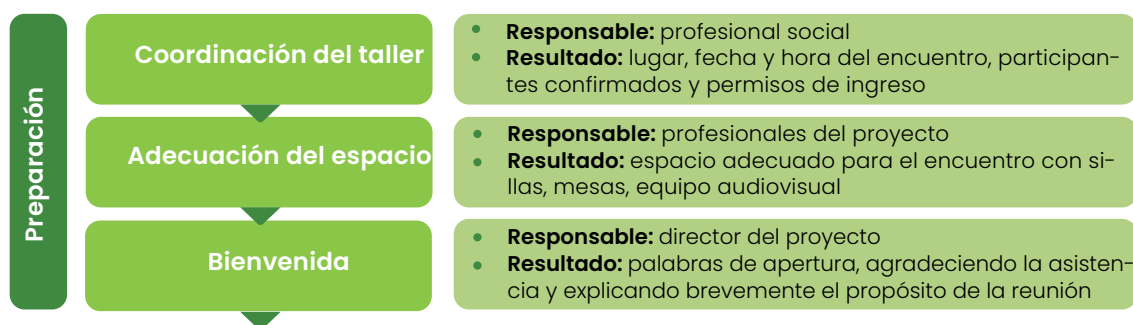 Preparación
Coordinación del taller
• Responsable: profesional social
• Resultado: lugar, fecha y hora del encuentro, participan-
tes confirmados y permisos de ingreso
Adecuación del espacio
• Responsable: profesionales del proyecto
• Resultado: espacio adecuado para el encuentro con si-
llas, mesas, equipo audiovisual
Bienvenida
• Responsable: director del proyecto
• Resultado: palabras de apertura, agradeciendo la asisten-
cia y explicando brevemente el propósito de la reunión